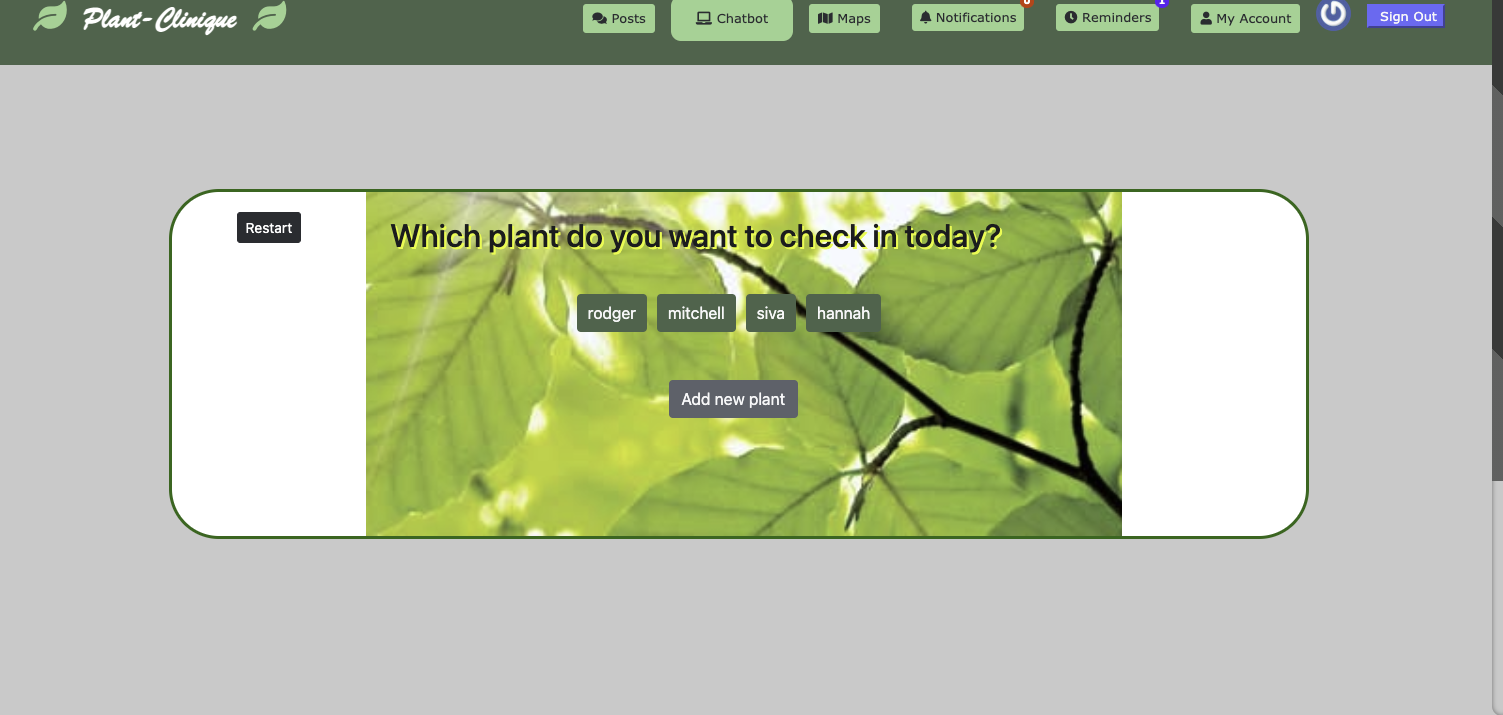 Plant-Clinique
Posts
Chatbot
Maps
Notifications
Reminders
1
My Account
Sign Out
Restart
Which plant do you want to check in today?
rodger
mitchell
siva
hannah
Add new plant